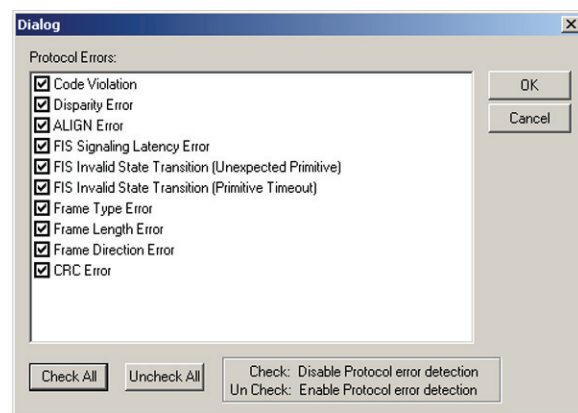 Dialog
Protocol Errors:
Code Violation
Disparity Error
ALIGN Error
FIS Signaling Latency Error
FIS Invalid State Transition (Unexpected Primitive)
FIS Invalid State Transition (Primitive Timeout)
Frame Type Error
Frame Length Error
Frame Direction Error
CRC Error
OK
Cancel
Check All
Uncheck All
Check: Disable Protocol error detection
Un Check: Enable Protocol error detection